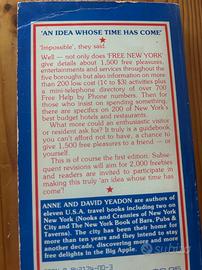 'AN IDEA WHOSE TIME HAS COME'
'Impossible', they said.
Well — not only does 'FREE NEW YORK'
give details about 1,500 free pleasures,
entertainments and services throughout the
five boroughs but also information on more
than 200 low cost (1¢ to $3) activities plus
a mini-telephone directory of over 700
Free Help by Phone numbers. Then for
those who insist on spending something,
there are specifics on 200 of New York's
best budget hotels and restaurants.
What more could an enthusiastic visitor
or resident ask for? It truly is a guidebook
you can't afford not to have, a chance to
give 1,500 free pleasures to a friend — or
yourself.
This is of course the first edition. Subse-
quent revisions will aim for 2,000 freebies
and readers are invited to participate in
making this truly 'an idea whose time has
come'!
ANNE AND DAVID YEADON are authors of
eleven U.S.A. travel books including two on
New York (Nooks and Crannies of New York
City and The New York Book of Bars, Pubs &
Taverns). The city has been their home for
more than ten years and they intend to stay
another decade, discovering more and more
free delights in the Big Apple.
Subito